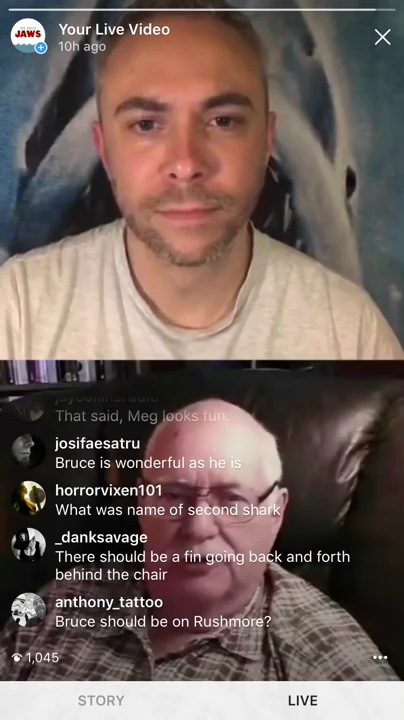 JAWS
Your Live Video
10h ago
That said, Meg looks fun.
josifaesatru
Bruce is wonderful as he is
horrorvixen101
What was name of second shark
_danksavage
There should be a fin going back and forth
behind the chair
anthony_tattoo
Bruce should be on Rushmore?
1,045
STORY
LIVE